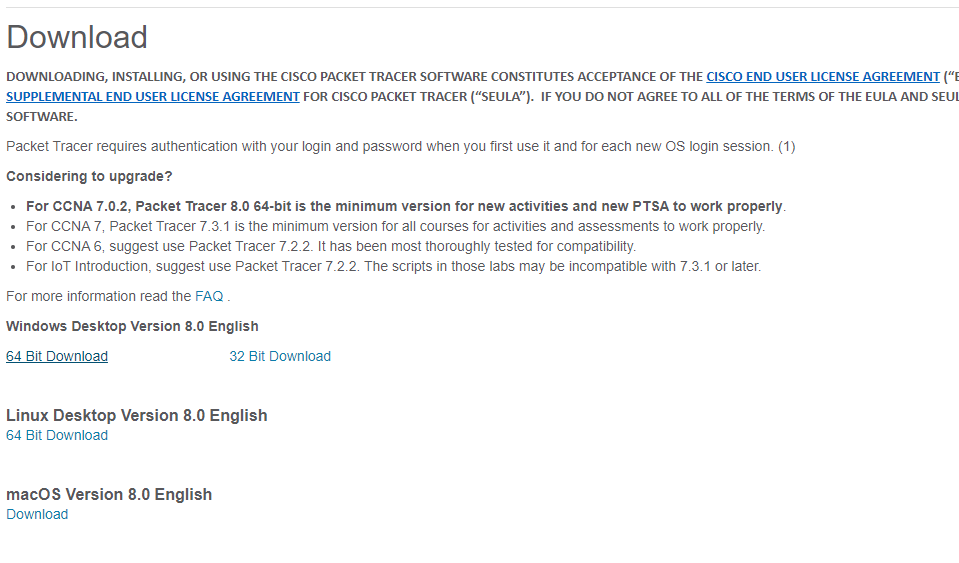 Download
DOWNLOADING, INSTALLING, OR USING THE CISCO PACKET TRACER SOFTWARE CONSTITUTES ACCEPTANCE OF THE CISCO END USER LICENSE AGREEMENT (“E
SUPPLEMENTAL END USER LICENSE AGREEMENT FOR CISCO PACKET TRACER (“SEULA”). IF YOU DO NOT AGREE TO ALL OF THE TERMS OF THE EULA AND SEUL
SOFTWARE.
Packet Tracer requires authentication with your login and password when you first use it and for each new OS login session. (1)
Considering to upgrade?
• For CCNA 7.0.2, Packet Tracer 8.0 64-bit is the minimum version for new activities and new PTSA to work properly.
• For CCNA 7, Packet Tracer 7.3.1 is the minimum version for all courses for activities and assessments to work properly.
• For CCNA 6, suggest use Packet Tracer 7.2.2. It has been most thoroughly tested for compatibility.
• For IoT Introduction, suggest use Packet Tracer 7.2.2. The scripts in those labs may be incompatible with 7.3.1 or later.
For more information read the FAQ .
Windows Desktop Version 8.0 English
64 Bit Download 32 Bit Download
Linux Desktop Version 8.0 English
64 Bit Download
macOS Version 8.0 English
Download